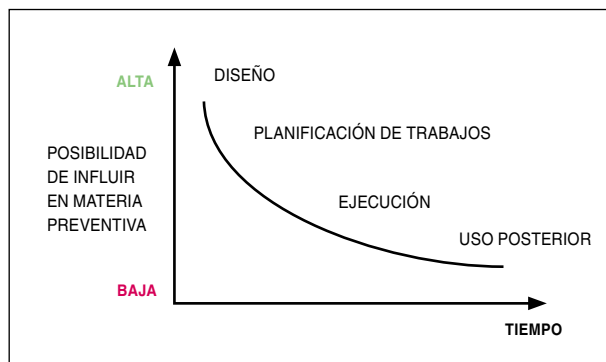 DISEÑO
ALTA
PLANIFICACIÓN DE TRABAJOS
POSIBILIDAD
DE INFLUIR
EN MATERIA
PREVENTIVA
EJECUCIÓN
USO POSTERIOR
BAJA
TIEMPO